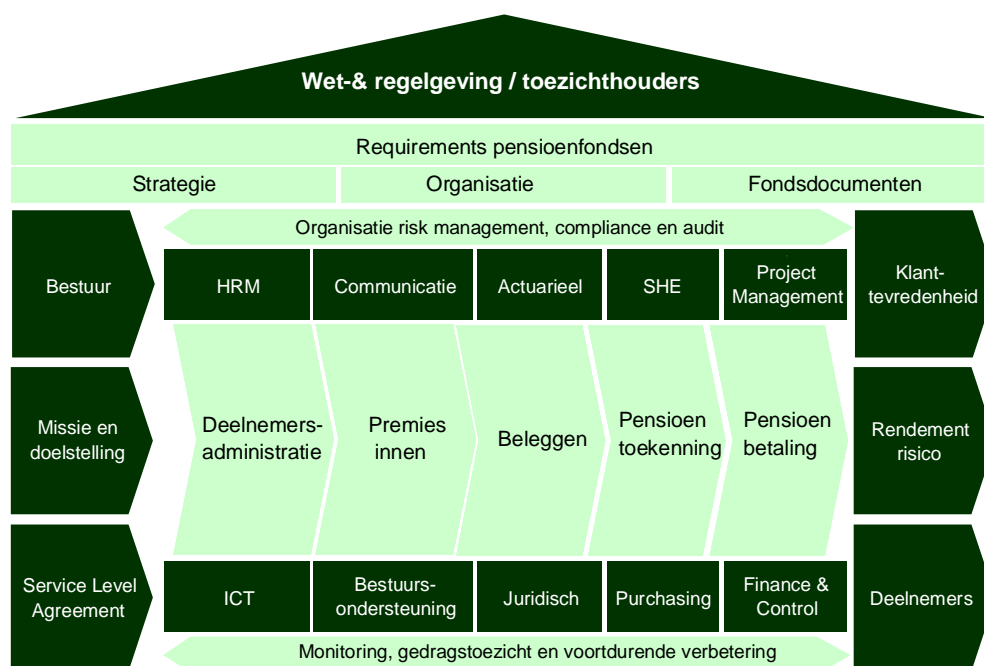 Wet-& regelgeving / toezichthouders
Requirements pensioenfondsen
Strategie
Organisatie
Fondsdocumenten
Organisatie risk management, compliance en audit
Bestuur
HRM
Communicatie
Actuarieel
SHE
Project
Management
Klant-
tevredenheid
Missie en
doelstelling
Deelnemers-
administratie
Premies
innen
Beleggen
Pensioen
toekenning
Pensioen
betaling
Rendement
risico
Service Level
Agreement
ICT
Bestuurs-
ondersteuning
Juridisch
Purchasing
Finance &
Control
Deelnemers
Monitoring, gedragstoezicht en voortdurende verbetering